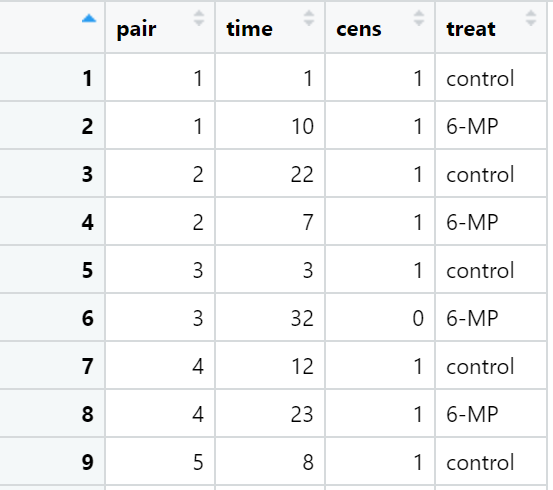 pair time cens treat
1 1 1 1 control
2 1 10 1 6-MP
3 2 22 1 control
4 2 7 1 6-MP
5 3 3 1 control
6 3 32 0 6-MP
7 4 12 1 control
8 4 23 1 6-MP
9 5 8 1 control